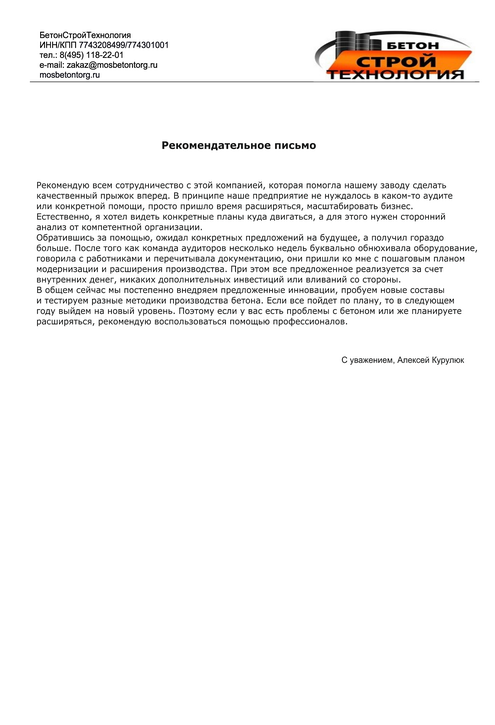 БетонСтройТехнология
ИНН/КПП 7743208499/774301001
тел.: 8(495) 118-22-01
e-mail: zakaz@mosbetontorg.ru
mosbetontorg.ru
БЕТОН
СТРОЙ
ТЕХНОЛОГИЯ
Рекомендательное письмо
Рекомендую всем сотрудничество с этой компанией, которая помогла нашему заводу сделать
качественный прыжок вперед. В принципе наше предприятие не нуждалось в каком-то аудите
или конкретной помощи, просто пришло время расширяться, масштабировать бизнес.
Естественно, я хотел видеть конкретные планы куда двигаться, а для этого нужен сторонний
анализ от компетентной организации.
Обратившись за помощью, ожидал конкретных предложений на будущее, а получил гораздо
больше. После того как команда аудиторов несколько недель буквально обнюхивала оборудование,
говорила с работниками и перечитывала документацию, они пришли ко мне с пошаговым планом
модернизации и расширения производства. При этом все предложенное реализуется за счет
внутренних денег, никаких дополнительных инвестиций или вливаний со стороны.
В общем сейчас мы постепенно внедряем предложенные инновации, пробуем новые составы
и тестируем разные методики производства бетона. Если все пойдет по плану, то в следующем
году выйдем на новый уровень. Поэтому если у вас есть проблемы с бетоном или же планируете
расширяться, рекомендую воспользоваться помощью профессионалов.
С уважением, Алексей Курулюк